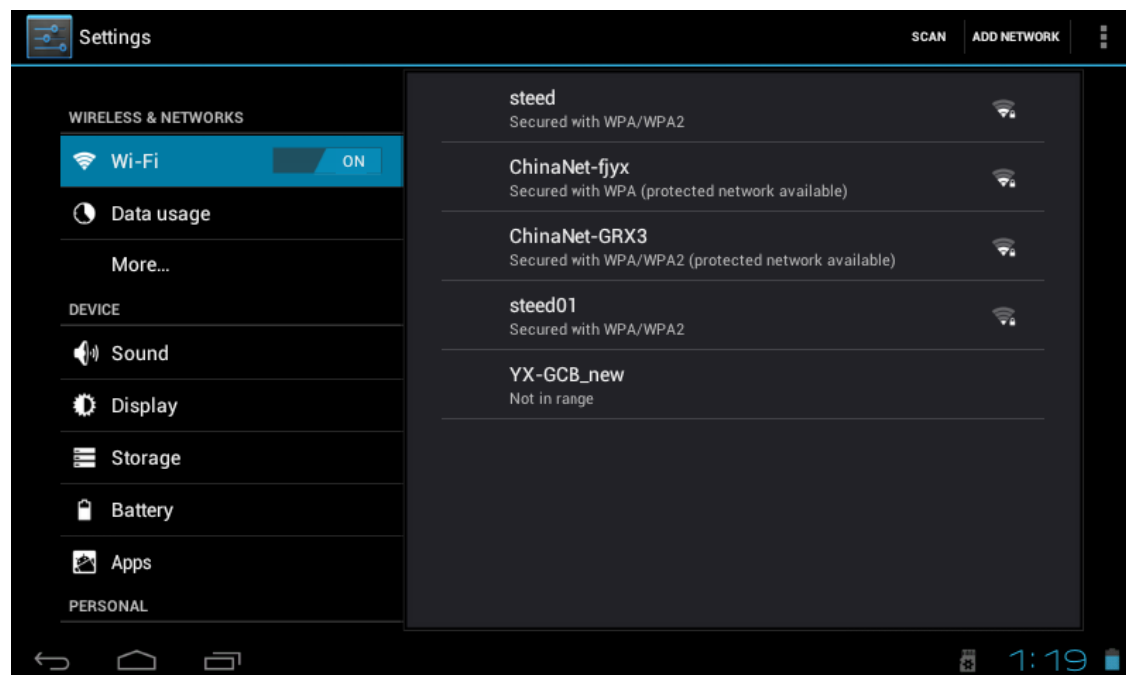 Settings
SCAN
ADD NETWORK
WIRELESS & NETWORKS
Wi-Fi
ON
Data usage
More...
DEVICE
Sound
Display
Storage
Battery
Apps
PERSONAL
steed
Secured with WPA/WPA2
ChinaNet-fjyx
Secured with WPA (protected network available)
ChinaNet-GRX3
Secured with WPA/WPA2 (protected network available)
steed01
Secured with WPA/WPA2
YX-GCB_new
Not in range
1:19